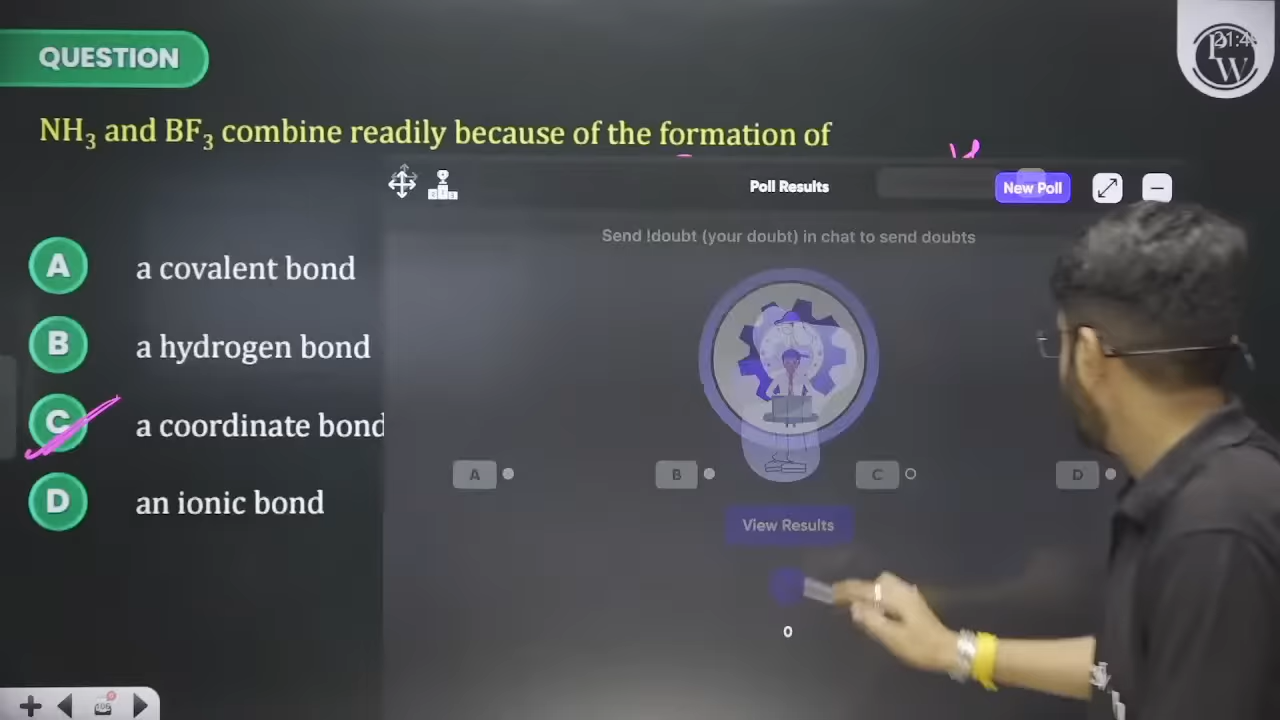 QUESTION
NH₃ and BF₃ combine readily because of the formation of
Poll Results
New Poll
Send !doubt (your doubt) in chat to send doubts
A a covalent bond
B a hydrogen bond
C a coordinate bond
D an ionic bond
A
B
C
D
View Results
0
PW